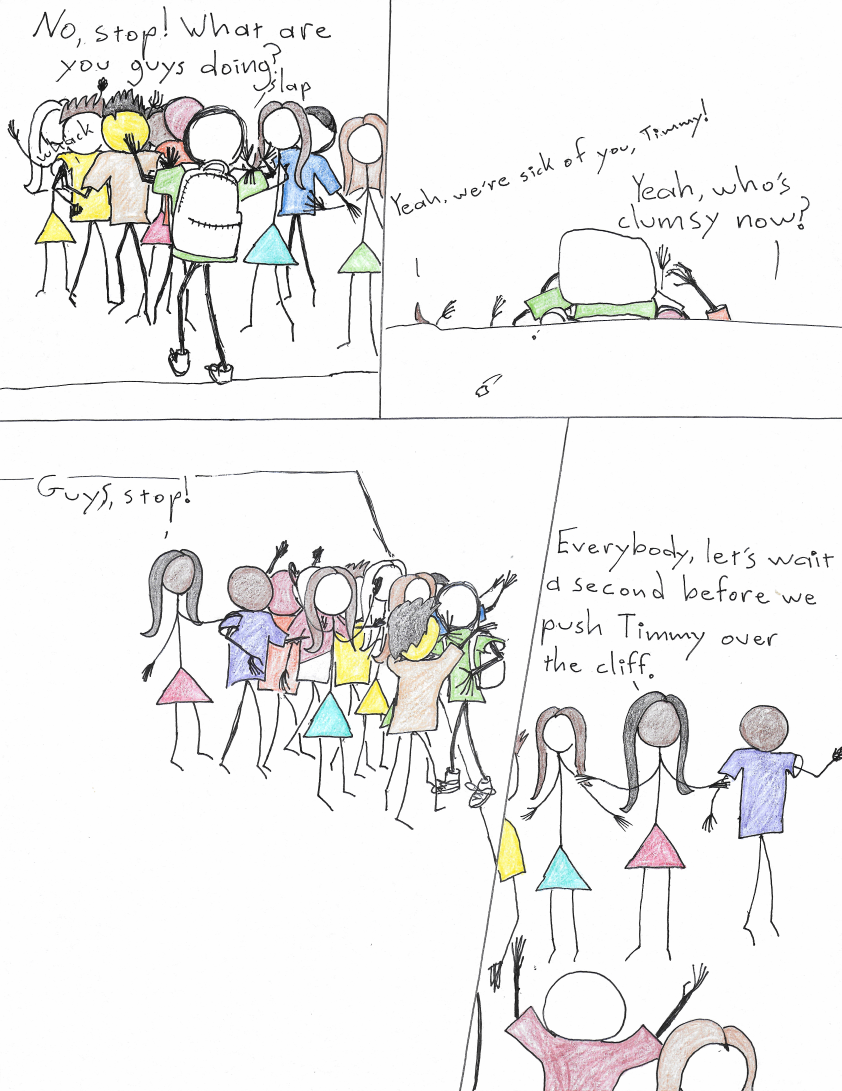 No, stop! What are
you guys doing?
slap
whack
Yeah, we're sick of you, Timmy!
Yeah, who's
clumsy now?
Guys, stop!
Everybody, let's wait
a second before we
push Timmy over
the cliff.